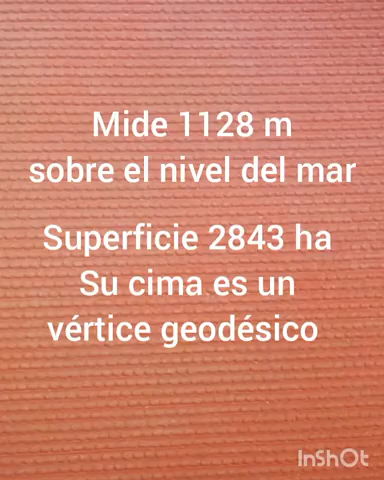 Mide 1128 m
sobre el nivel del mar
Superficie 2843 ha
Su cima es un
vértice geodésico
InShOt